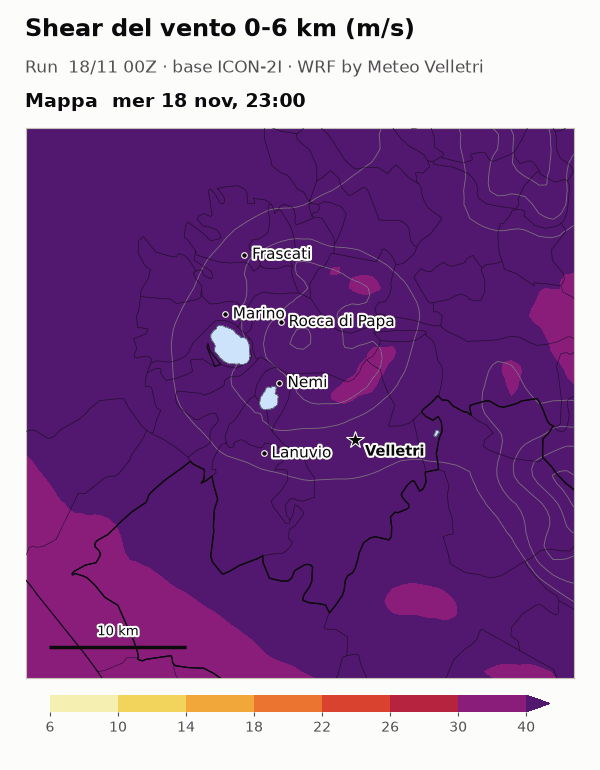 Shear del vento 0-6 km (m/s)
Run  18/11 00Z · base ICON-2I · WRF by Meteo Velletri
Mappa  mer 18 nov, 23:00
Frascati
Marino
Rocca di Papa
Nemi
Lanuvio
Velletri
10 km
6 10 14 18 22 26 30 40